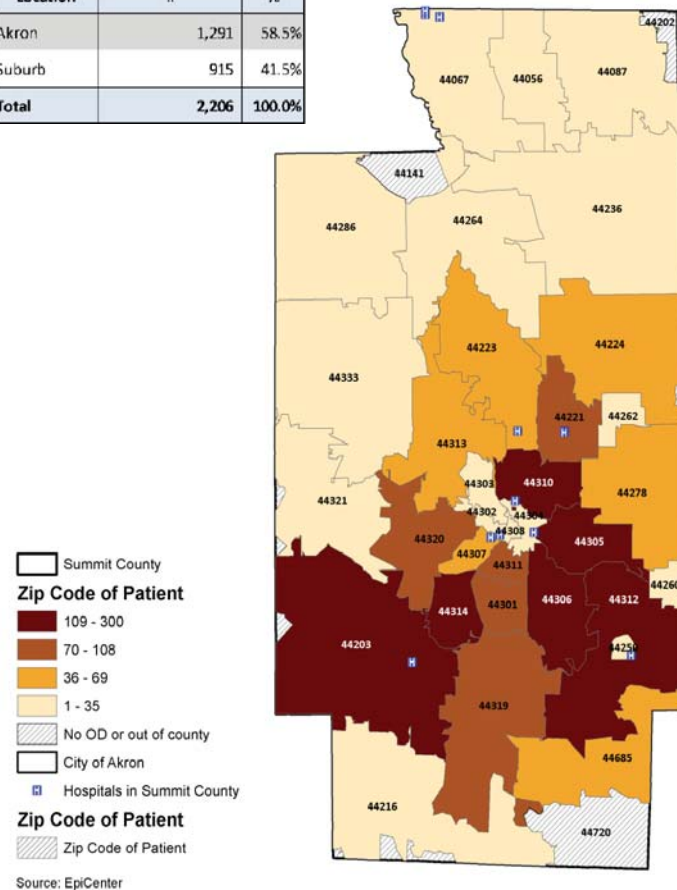 Location # %
Akron 1,291 58.5%
Suburb 915 41.5%
Total 2,206 100.0%
44202
44067 44056 44087
44141
44286 44264 44236
44223 44224
44333
44221 44262
44313
44303 44310 44278
44321
44302 44304
44320 44308 44305
44307 44311
44260
44314 44301 44306 44312
44203 44250
44319
44685
44216
44720
Summit County
Zip Code of Patient
109 - 300
70 - 108
36 - 69
1 - 35
No OD or out of county
City of Akron
H Hospitals in Summit County
Zip Code of Patient
Zip Code of Patient
Source: EpiCenter